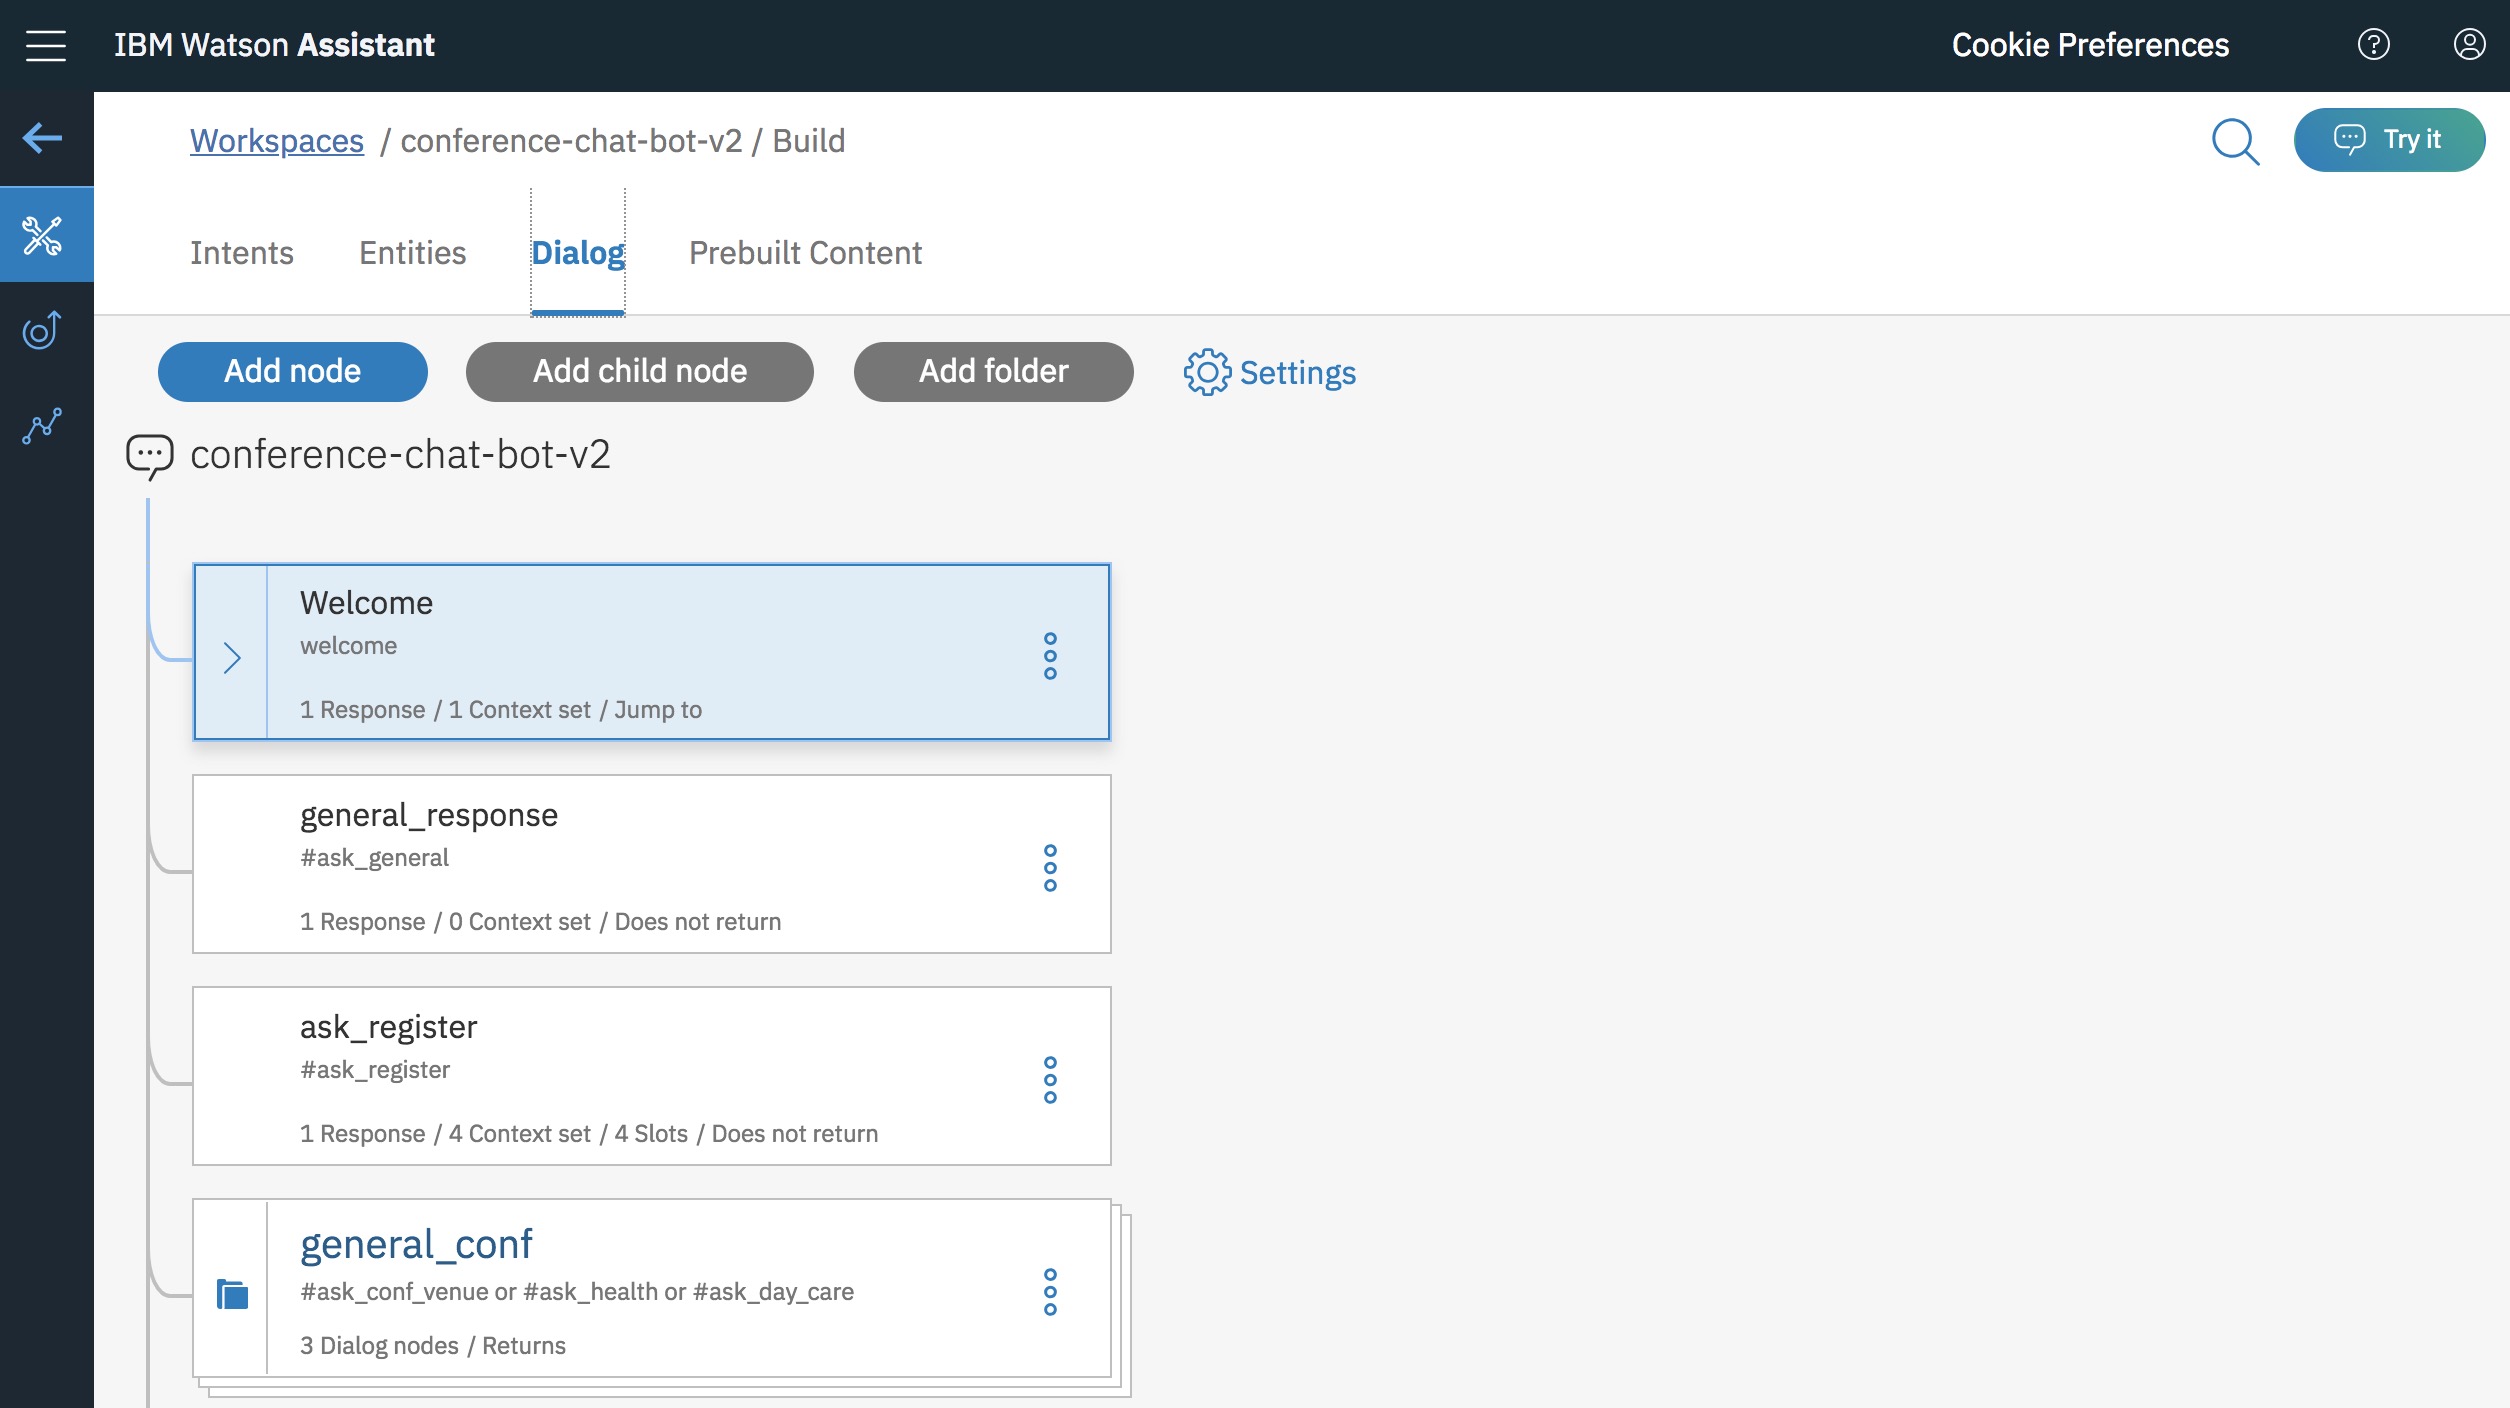 IBM Watson Assistant
Cookie Preferences
Workspaces / conference-chat-bot-v2 / Build
Try it
Intents
Entities
Dialog
Prebuilt Content
Add node
Add child node
Add folder
Settings
conference-chat-bot-v2
Welcome
welcome
1 Response / 1 Context set / Jump to
general_response
#ask_general
1 Response / 0 Context set / Does not return
ask_register
#ask_register
1 Response / 4 Context set / 4 Slots / Does not return
general_conf
#ask_conf_venue or #ask_health or #ask_day_care
3 Dialog nodes / Returns